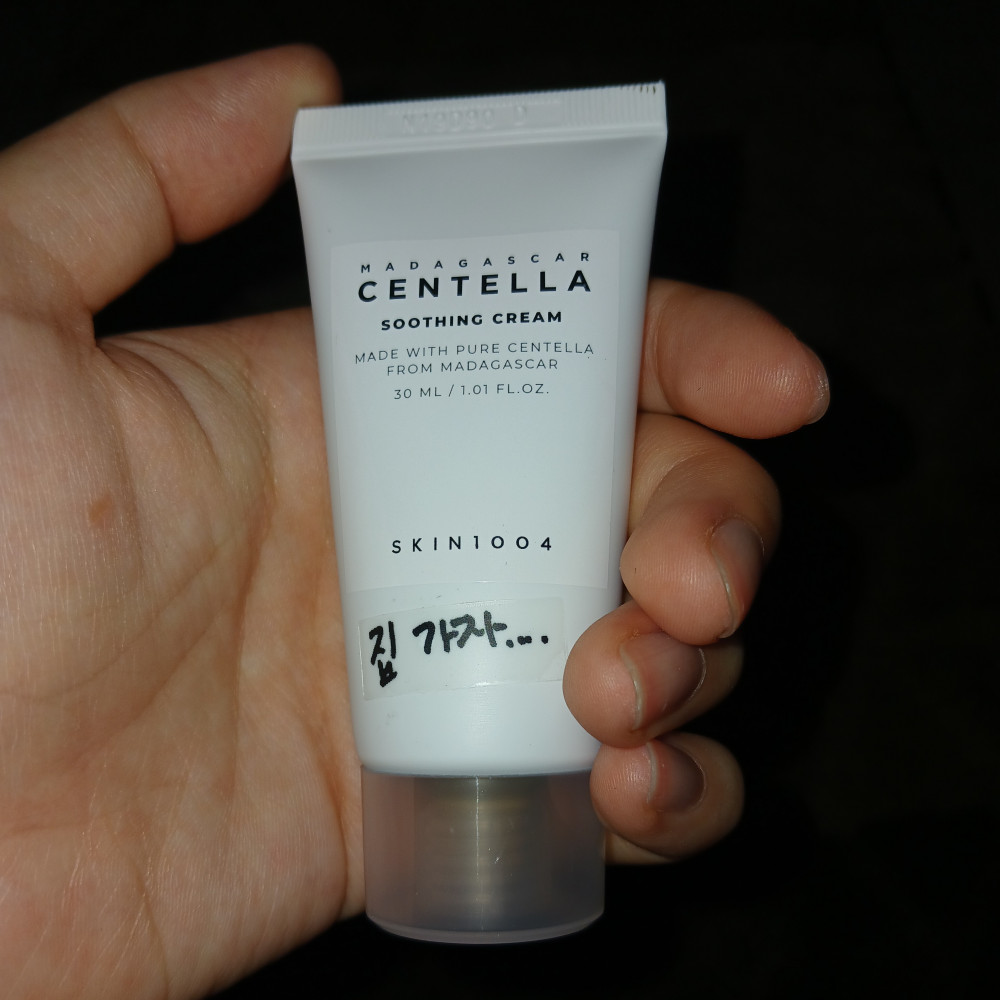 MADAGASCAR
CENTELLA
SOOTHING CREAM
MADE WITH PURE CENTELLA
FROM MADAGASCAR
30 ML / 1.01 FL.OZ.
SKIN1004
집 가자....